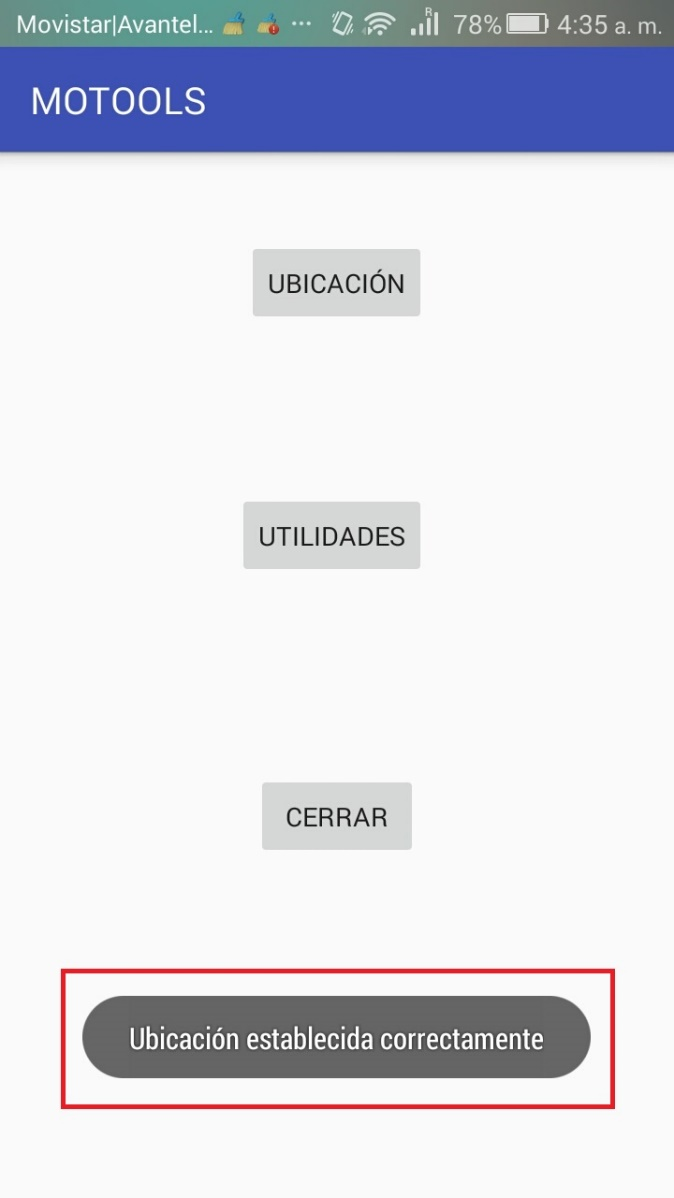 Movistar|Avantel... R 78% 4:35 a. m.
MOTOOLS
UBICACIÓN
UTILIDADES
CERRAR
Ubicación establecida correctamente